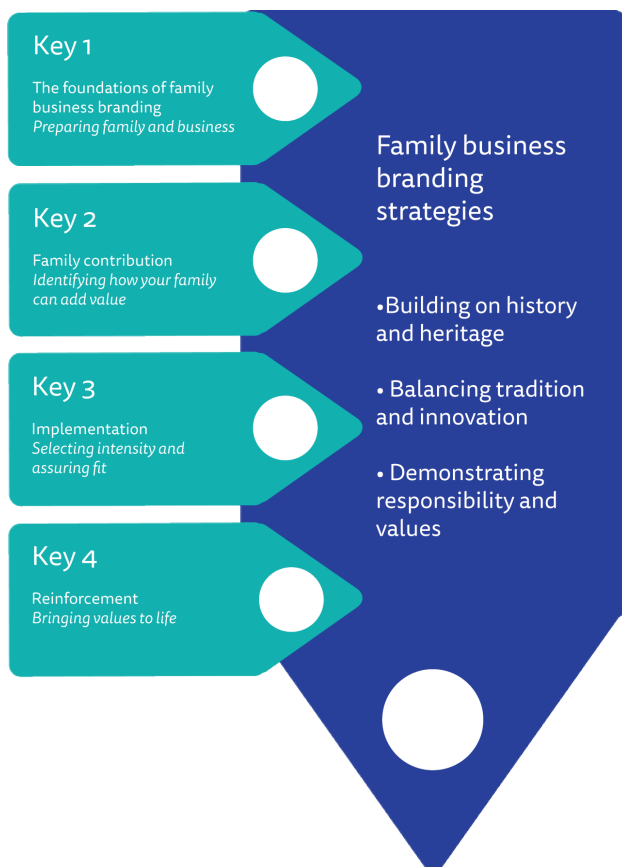 Key 1
The foundations of family
business branding
Preparing family and business
Key 2
Family contribution
Identifying how your family
can add value
Key 3
Implementation
Selecting intensity and
assuring fit
Key 4
Reinforcement
Bringing values to life
Family business
branding
strategies
•Building on history
and heritage
• Balancing tradition
and innovation
• Demonstrating
responsibility and
values